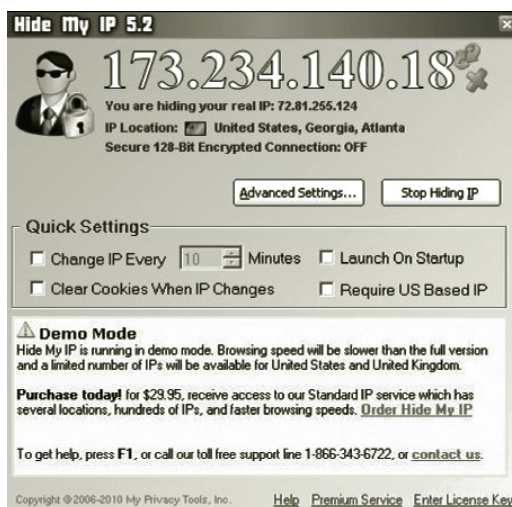 Hide My IP 5.2
173.234.140.18
You are hiding your real IP: 72.81.255.124
IP Location: United States, Georgia, Atlanta
Secure 128-Bit Encrypted Connection: OFF
Advanced Settings... Stop Hiding IP
Quick Settings
Change IP Every 10 Minutes Launch On Startup
Clear Cookies When IP Changes Require US Based IP
Demo Mode
Hide My IP is running in demo mode. Browsing speed will be slower than the full version
and a limited number of IPs will be available for United States and United Kingdom.
Purchase today! for $29.95, receive access to our Standard IP service which has
several locations, hundreds of IPs, and faster browsing speeds. Order Hide My IP
To get help, press F1, or call our toll free support line 1-866-343-6722, or contact us.
Copyright @ 2006-2010 My Privacy Tools, Inc. Help Premium Service Enter License Key